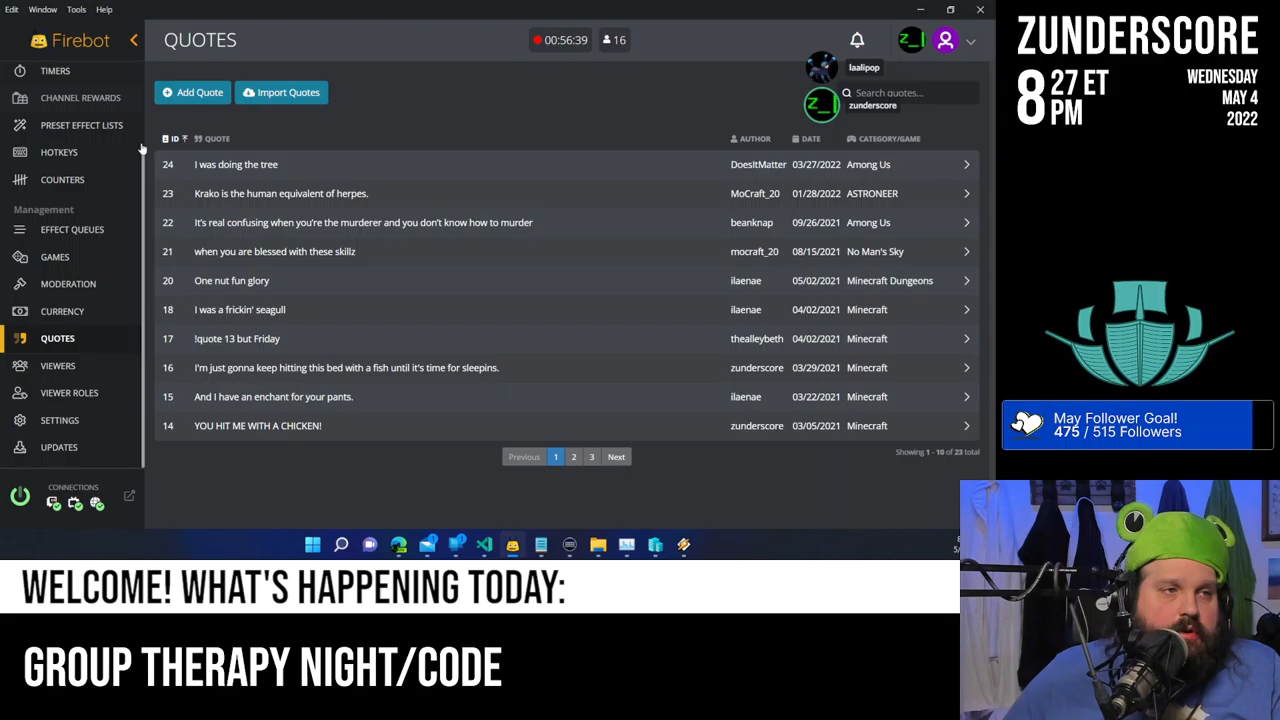 Edit Window Tools Help
Firebot
QUOTES
00:56:39
16
TIMERS
CHANNEL REWARDS
PRESET EFFECT LISTS
HOTKEYS
COUNTERS
Management
EFFECT QUEUES
GAMES
MODERATION
CURRENCY
QUOTES
VIEWERS
VIEWER ROLES
SETTINGS
UPDATES
CONNECTIONS
Add Quote
Import Quotes
laalipop
z_|
Search quotes...
zunderscore
ID QUOTE AUTHOR DATE CATEGORY/GAME
24 I was doing the tree DoesItMatter 03/27/2022 Among Us
23 Krako is the human equivalent of herpes. MoCraft_20 01/28/2022 ASTRONEER
22 It's real confusing when you're the murderer and you don't know how to murder beanknap 09/26/2021 Among Us
21 when you are blessed with these skillz mocraft_20 08/15/2021 No Man's Sky
20 One nut fun glory ilaenae 05/02/2021 Minecraft Dungeons
18 I was a frickin' seagull ilaenae 04/02/2021 Minecraft
17 !quote 13 but Friday thealleybeth 04/02/2021 Minecraft
16 I'm just gonna keep hitting this bed with a fish until it's time for sleepins. zunderscore 03/29/2021 Minecraft
15 And I have an enchant for your pants. ilaenae 03/22/2021 Minecraft
14 YOU HIT ME WITH A CHICKEN! zunderscore 03/05/2021 Minecraft
Previous 1 2 3 Next
Showing 1 - 10 of 23 total
ZUNDERSCORE
8 27 ET PM
WEDNESDAY
MAY 4
2022
May Follower Goal!
475 / 515 Followers
WELCOME! WHAT'S HAPPENING TODAY:
GROUP THERAPY NIGHT/CODE